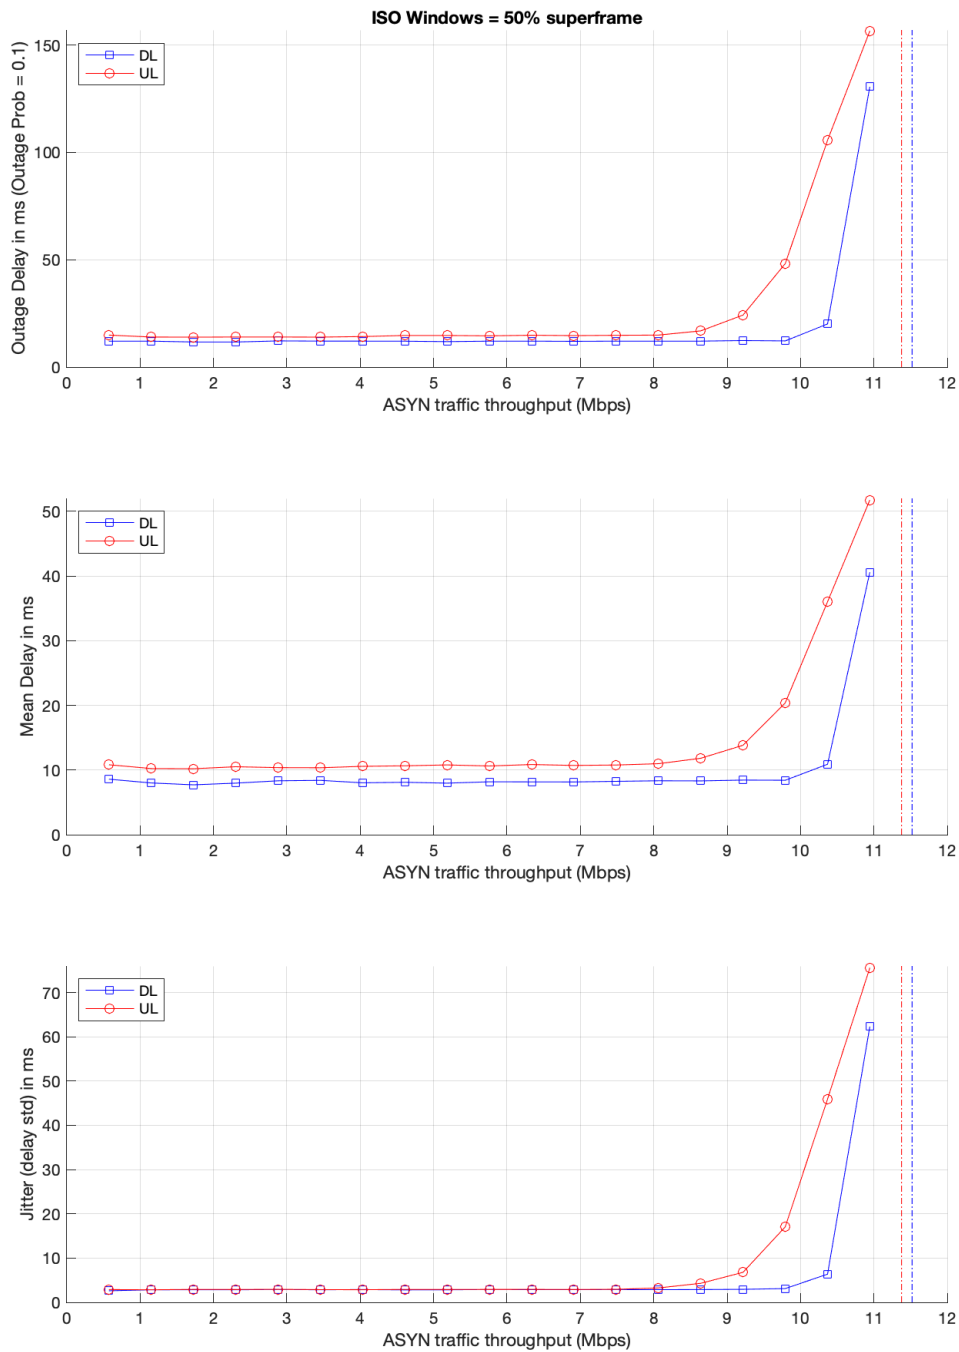 ISO Windows = 50% superframe
Outage Delay in ms (Outage Prob = 0.1)
DL
UL
150
100
50
0
0 1 2 3 4 5 6 7 8 9 10 11 12
ASYN traffic throughput (Mbps)
Mean Delay in ms
DL
UL
50
40
30
20
10
0
0 1 2 3 4 5 6 7 8 9 10 11 12
ASYN traffic throughput (Mbps)
Jitter (delay std) in ms
DL
UL
70
60
50
40
30
20
10
0
0 1 2 3 4 5 6 7 8 9 10 11 12
ASYN traffic throughput (Mbps)